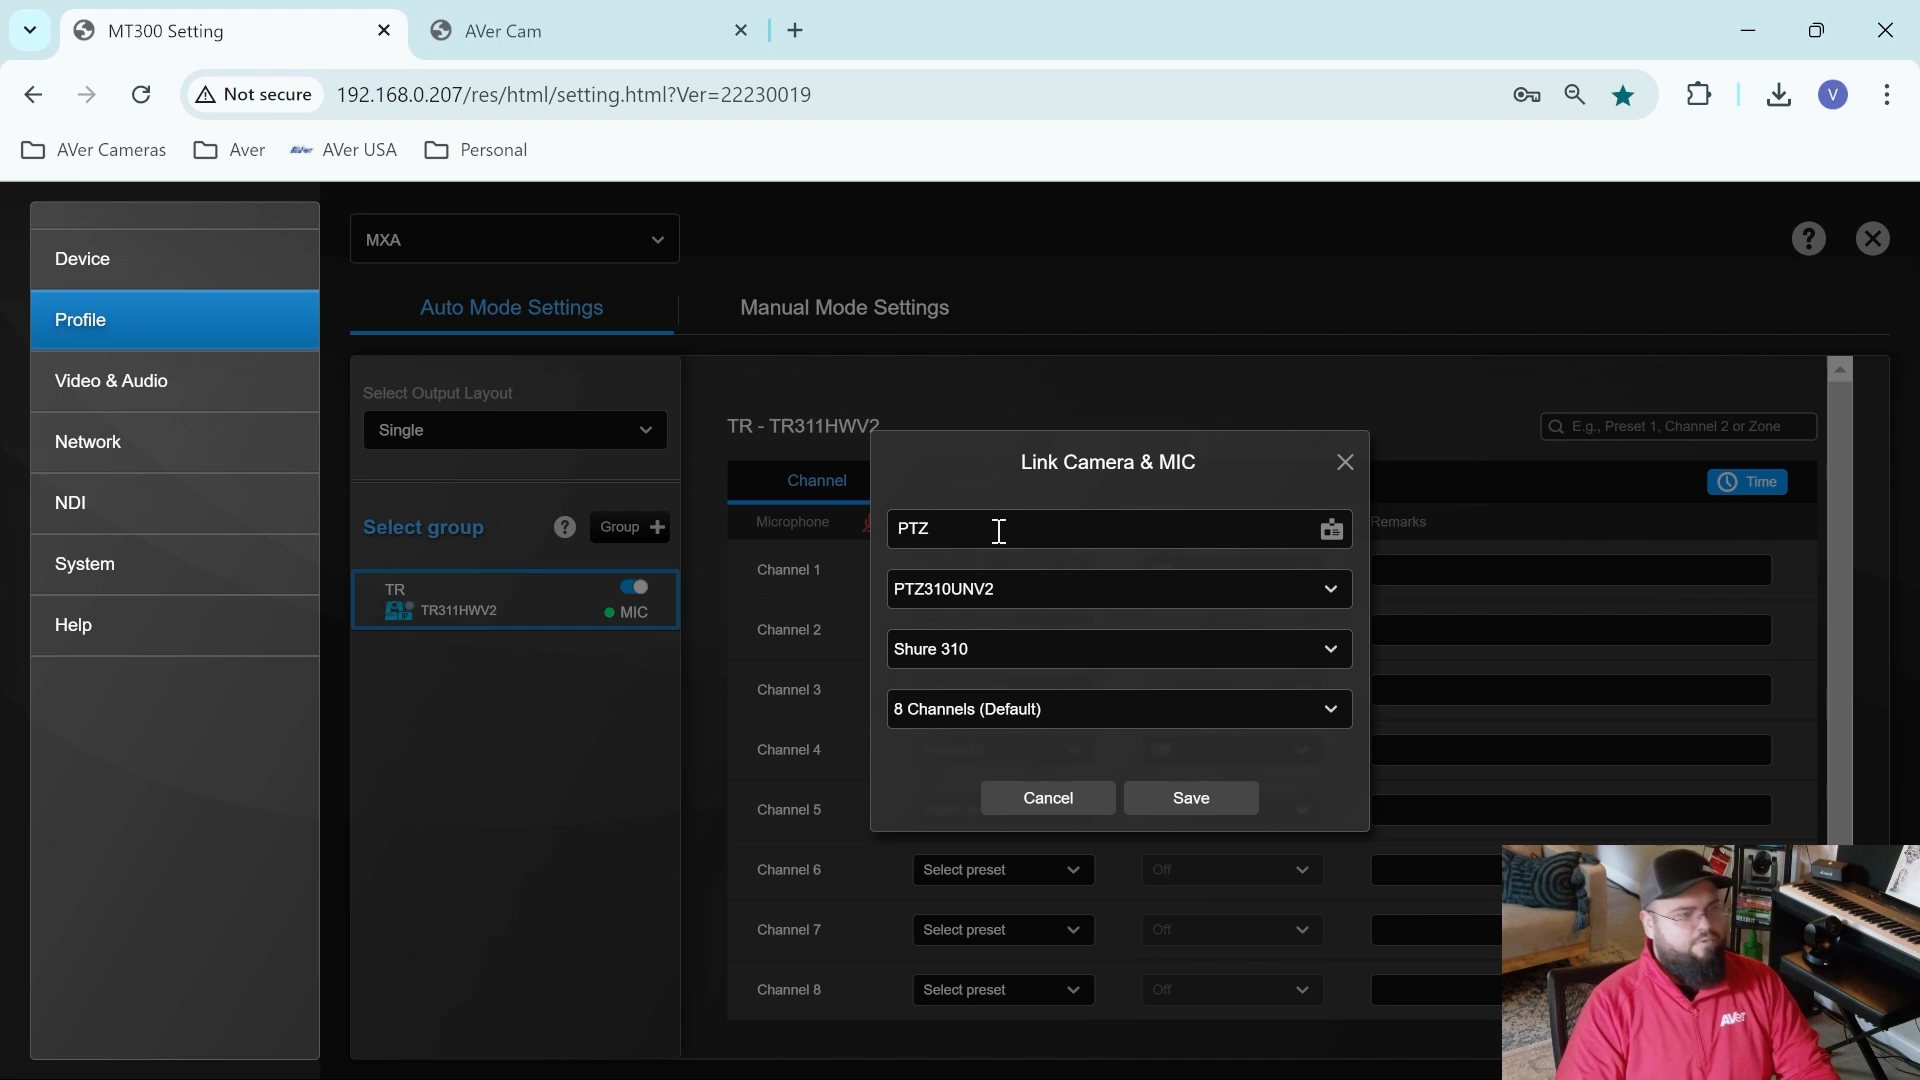 MT300 Setting
AVer Cam
Not secure
192.168.0.207/res/html/setting.html?Ver=22230019
V
AVer Cameras
Aver
AVer
AVer USA
Personal
Device
Profile
Video & Audio
Network
NDI
System
Help
MXA
?
Auto Mode Settings
Manual Mode Settings
Select Output Layout
Single
Select group
?
Group +
TR
IP
TR311HWV2
MIC
TR - TR311HWV2
E.g., Preset 1, Channel 2 or Zone
Channel
Time
Microphone
Remarks
Channel 1
Channel 2
Channel 3
Channel 4
Channel 5
Channel 6
Select preset
Off
Channel 7
Select preset
Off
Channel 8
Select preset
Off
Link Camera & MIC
PTZ
PTZ310UNV2
Shure 310
8 Channels (Default)
Cancel
Save
AVer